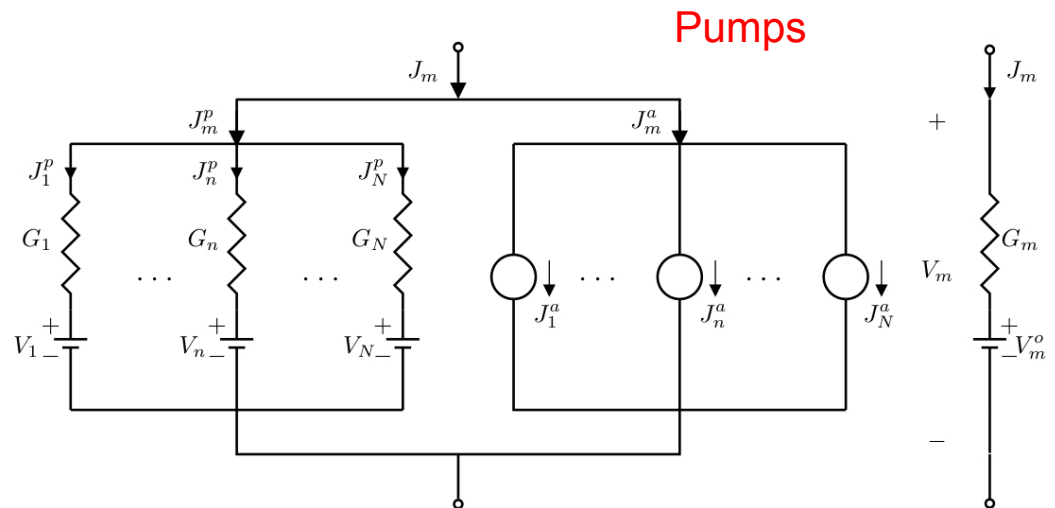 Pumps
J_m J_m
J_m^p J_m^a +
J_1^p J_n^p J_N^p
G_1 G_n G_N G_m
... ... ... ... V_m
J_1^a J_n^a J_N^a
+ + + +
V_1 − V_n − V_N − − V_m^o
−